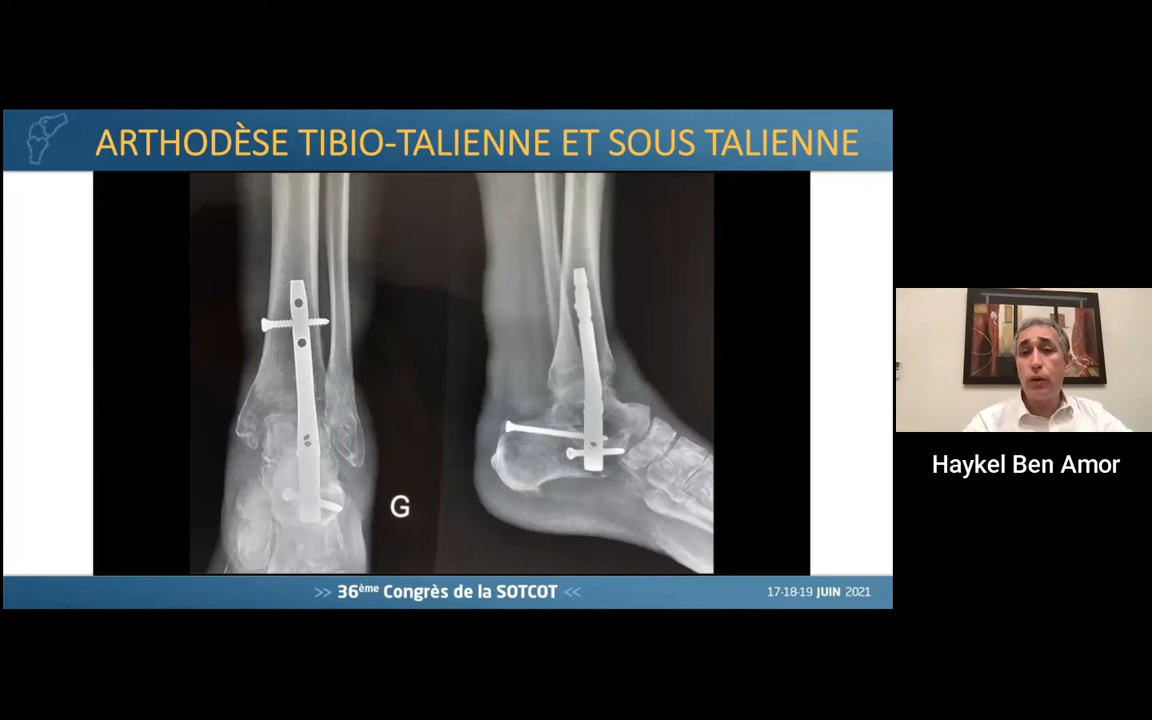 ARTHODÈSE TIBIO-TALIENNE ET SOUS TALIENNE
G
Haykel Ben Amor
>> 36ème Congrès de la SOTCOT <<
17-18-19 JUIN 2021